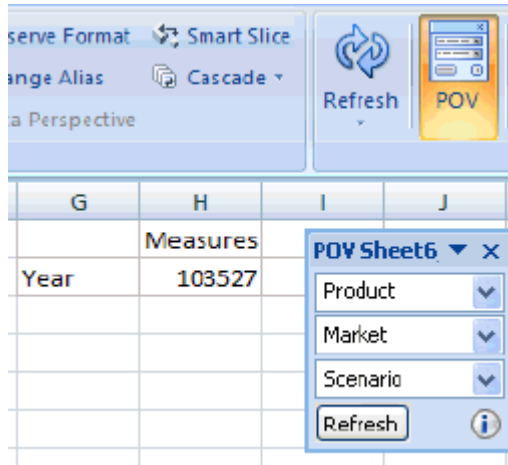 serve Format Smart Slice
ange Alias Cascade
a Perspective
Refresh
POV
G H I J
Measures
Year 103527
POV Sheet6
Product
Market
Scenario
Refresh